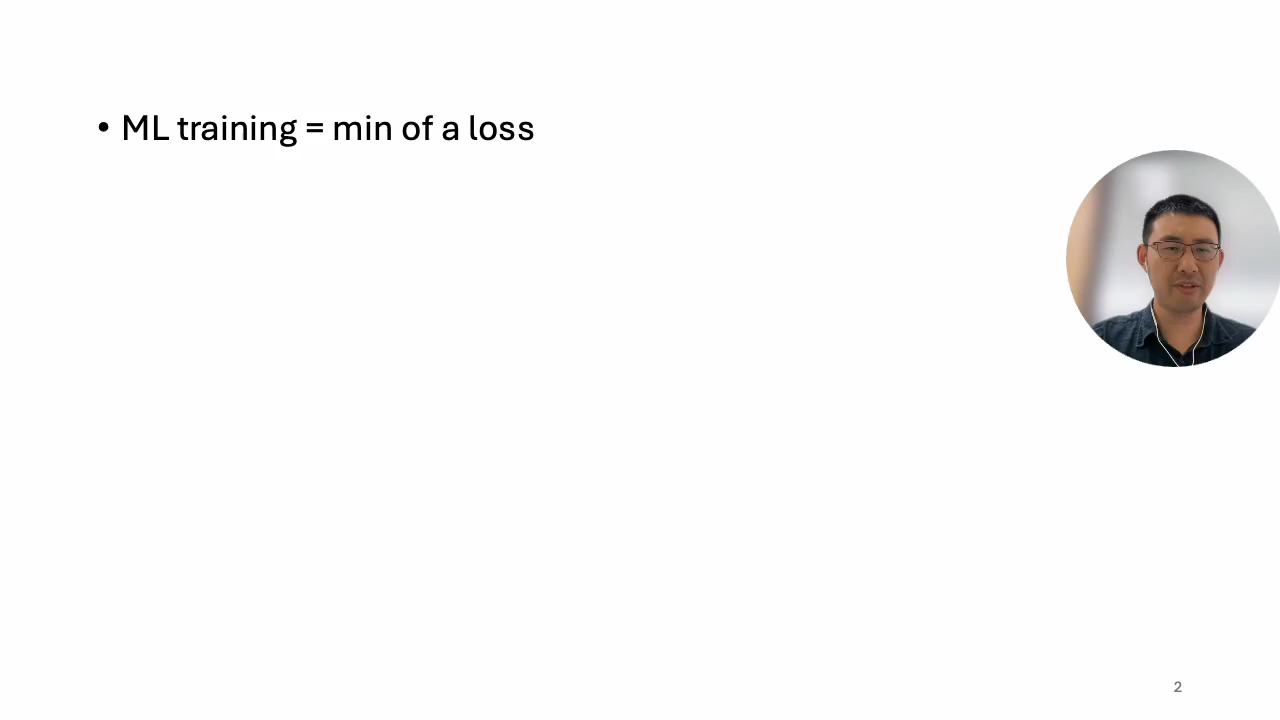 • ML training = min of a loss
2